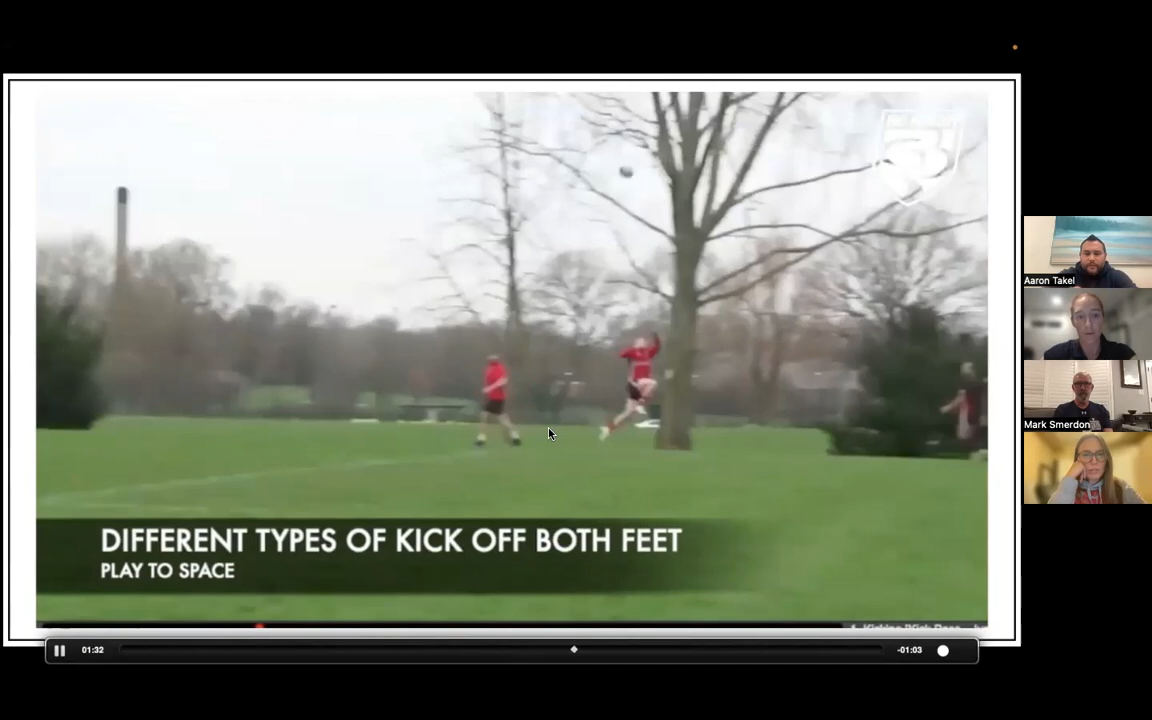 DIFFERENT TYPES OF KICK OFF BOTH FEET
PLAY TO SPACE
01:32
-01:03
Aaron Takel
Mark Smerdon